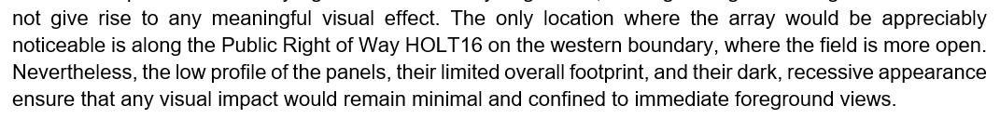 not give rise to any meaningful visual effect. The only location where the array would be appreciably
noticeable is along the Public Right of Way HOLT16 on the western boundary, where the field is more open.
Nevertheless, the low profile of the panels, their limited overall footprint, and their dark, recessive appearance
ensure that any visual impact would remain minimal and confined to immediate foreground views.